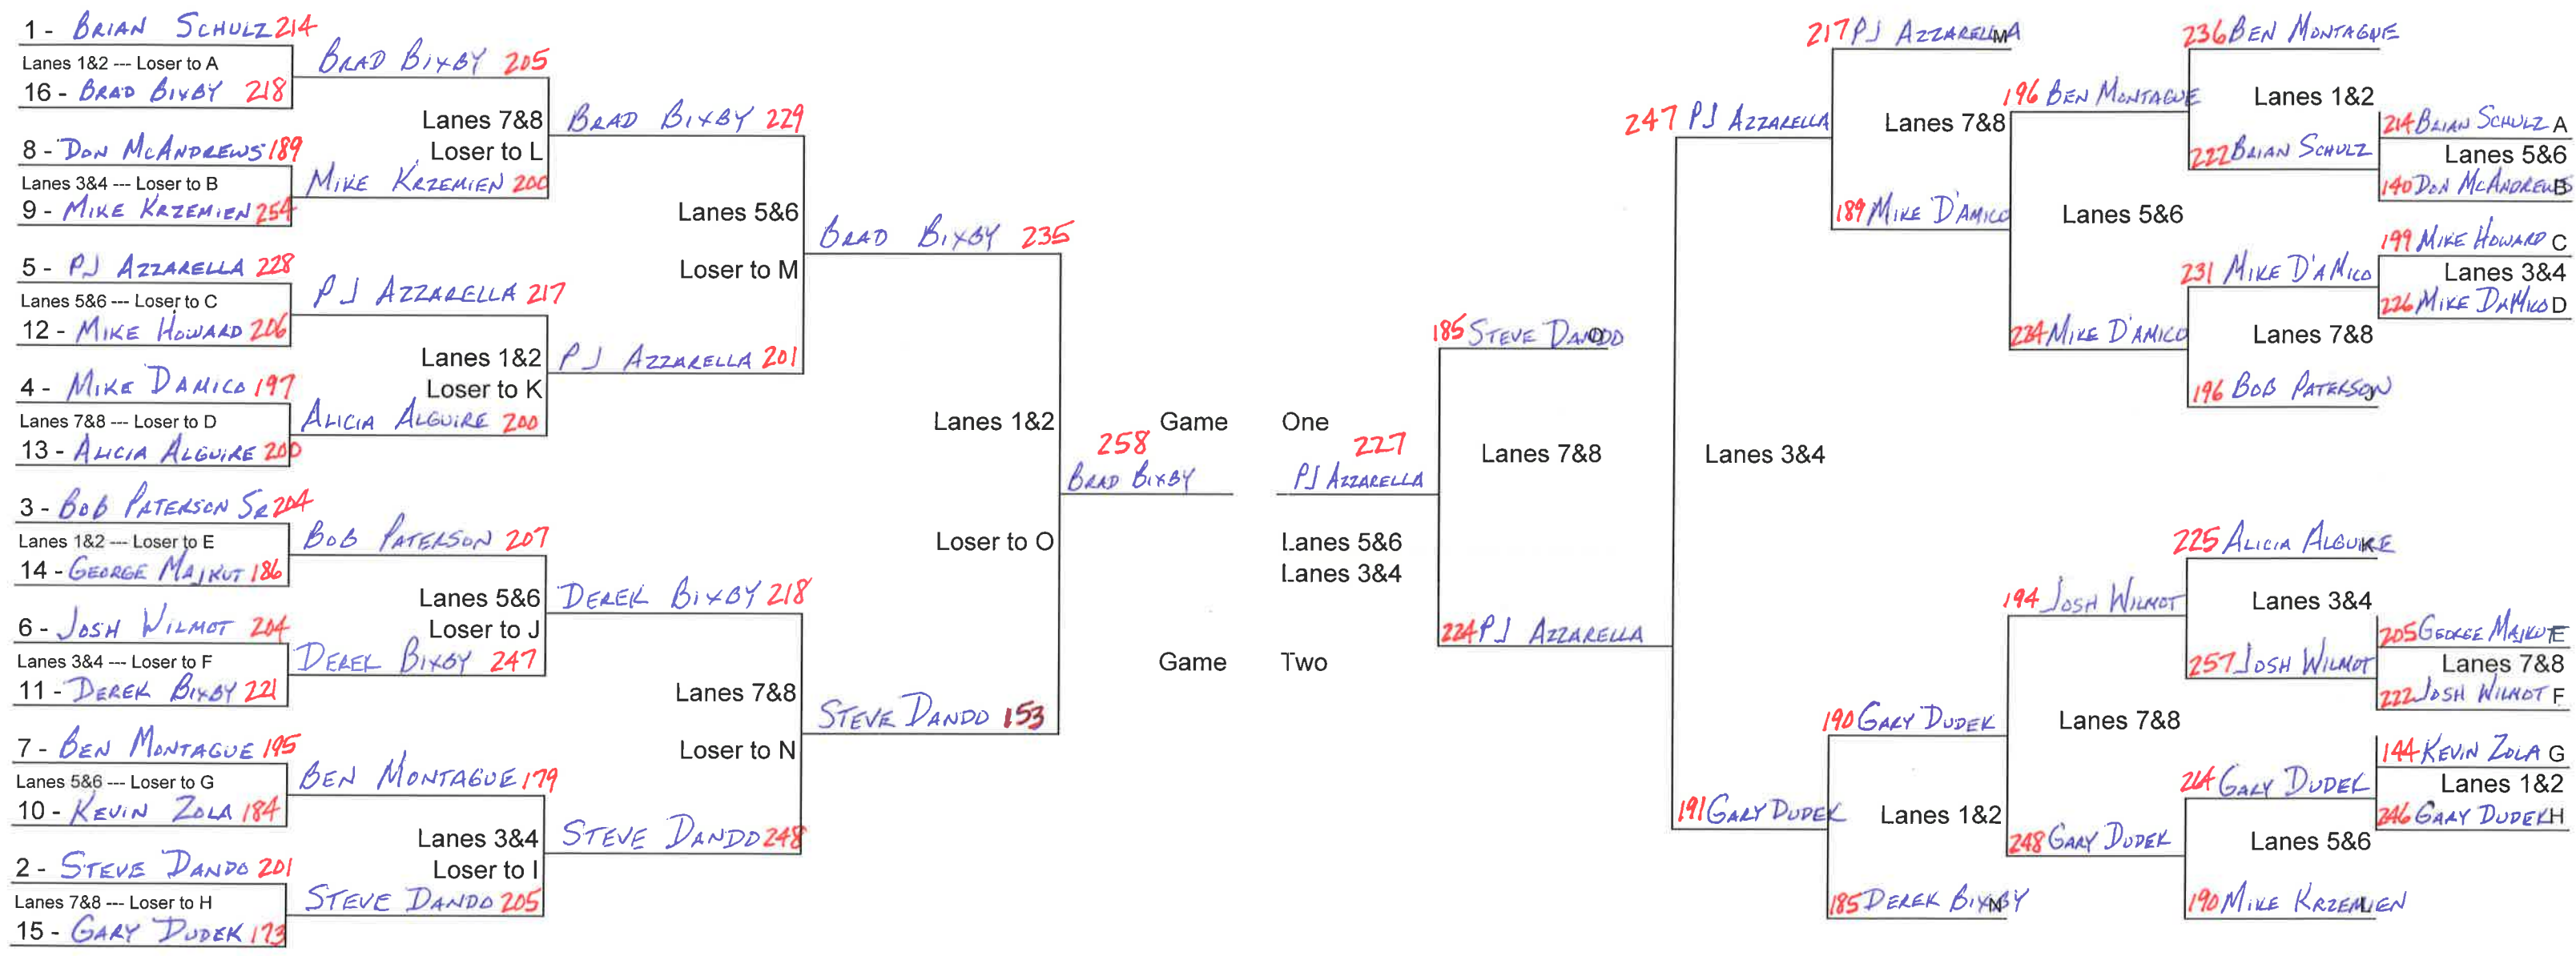 1 - Brian Schulz 214
Lanes 1&2 --- Loser to A
16 - Brad Bixby 218
Brad Bixby 205
8 - Don McAndrews 189
Lanes 3&4 --- Loser to B
9 - Mike Krzemien 254
Mike Krzemien 200
Lanes 7&8
Loser to L
Brad Bixby 229
5 - PJ Azzarella 228
Lanes 5&6 --- Loser to C
12 - Mike Howard 206
PJ Azzarella 217
4 - Mike Damico 197
Lanes 7&8 --- Loser to D
13 - Alicia Alguire 200
Alicia Alguire 200
Lanes 1&2
Loser to K
PJ Azzarella 201
Lanes 5&6
Loser to M
Brad Bixby 235
3 - Bob Paterson Sr 204
Lanes 1&2 --- Loser to E
14 - George Majkut 186
Bob Paterson 207
6 - Josh Wilmot 204
Lanes 3&4 --- Loser to F
11 - Derek Bixby 221
Derek Bixby 247
Lanes 5&6
Loser to J
Derek Bixby 218
7 - Ben Montague 195
Lanes 5&6 --- Loser to G
10 - Kevin Zola 184
Ben Montague 179
2 - Steve Dando 201
Lanes 7&8 --- Loser to H
15 - Gary Dudek 173
Steve Dando 205
Lanes 3&4
Loser to I
Steve Dando 248
Lanes 7&8
Loser to N
Steve Dando 153
Lanes 1&2
Loser to O
258
Brad Bixby
Game One
227
PJ Azzarella
Lanes 5&6
Lanes 3&4
Game Two
185 Steve Dando
Lanes 7&8
224 PJ Azzarella
247 PJ Azzarella
Lanes 3&4
191 Gary Dudek
217 PJ Azzarella M
Lanes 7&8
189 Mike D'Amico
190 Gary Dudek
Lanes 1&2
185 Derek Bixby N
196 Ben Montague
Lanes 5&6
234 Mike D'Amico
194 Josh Wilmot
Lanes 7&8
248 Gary Dudek
236 Ben Montague
Lanes 1&2
222 Brian Schulz
231 Mike D'Amico
Lanes 7&8
196 Bob Paterson J
225 Alicia Alguire K
Lanes 3&4
257 Josh Wilmot
214 Gary Dudek
Lanes 5&6
190 Mike Krzemien L
214 Brian Schulz A
Lanes 5&6
140 Don McAndrews B
199 Mike Howard C
Lanes 3&4
226 Mike DaMico D
205 George Majkut E
Lanes 7&8
222 Josh Wilmot F
144 Kevin Zola G
Lanes 1&2
246 Gary Dudek H